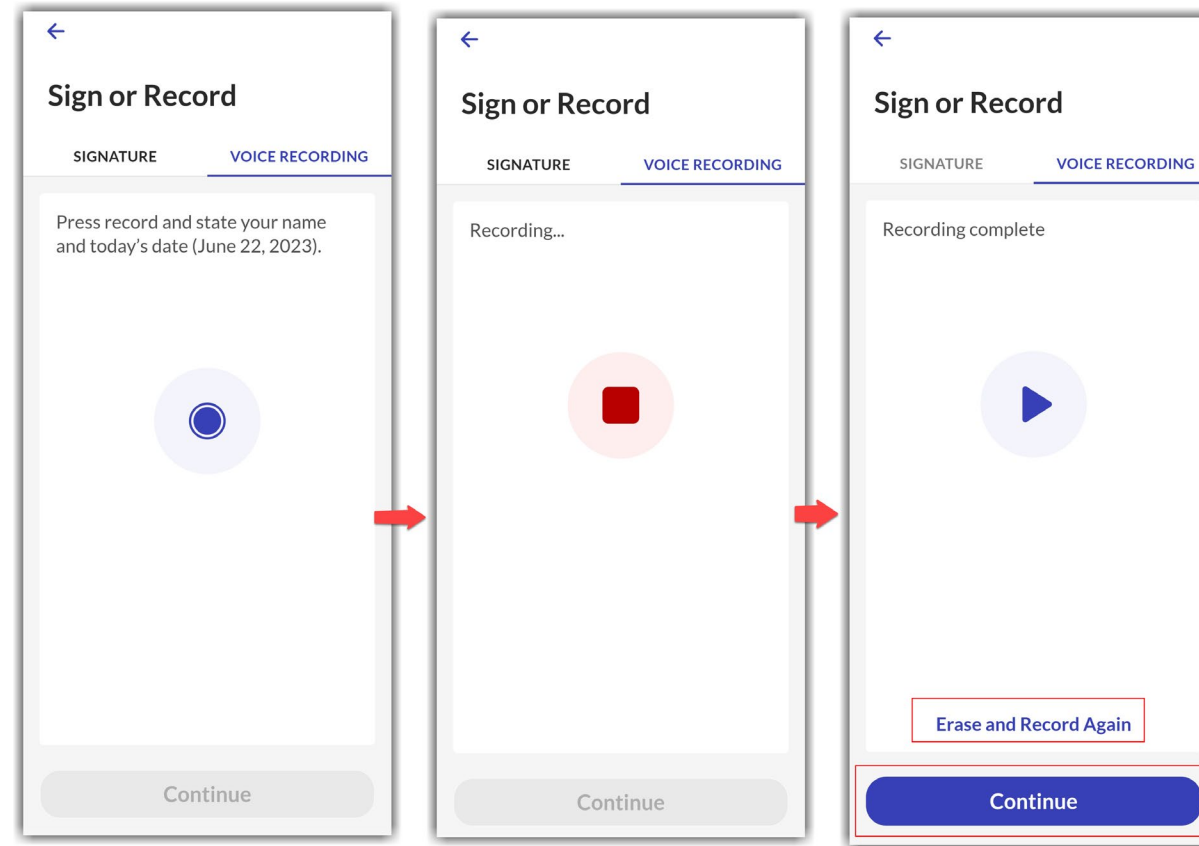 Sign or Record
SIGNATURE VOICE RECORDING
Press record and state your name
and today's date (June 22, 2023).
Continue
Sign or Record
SIGNATURE VOICE RECORDING
Recording...
Continue
Sign or Record
SIGNATURE VOICE RECORDING
Recording complete
Erase and Record Again
Continue